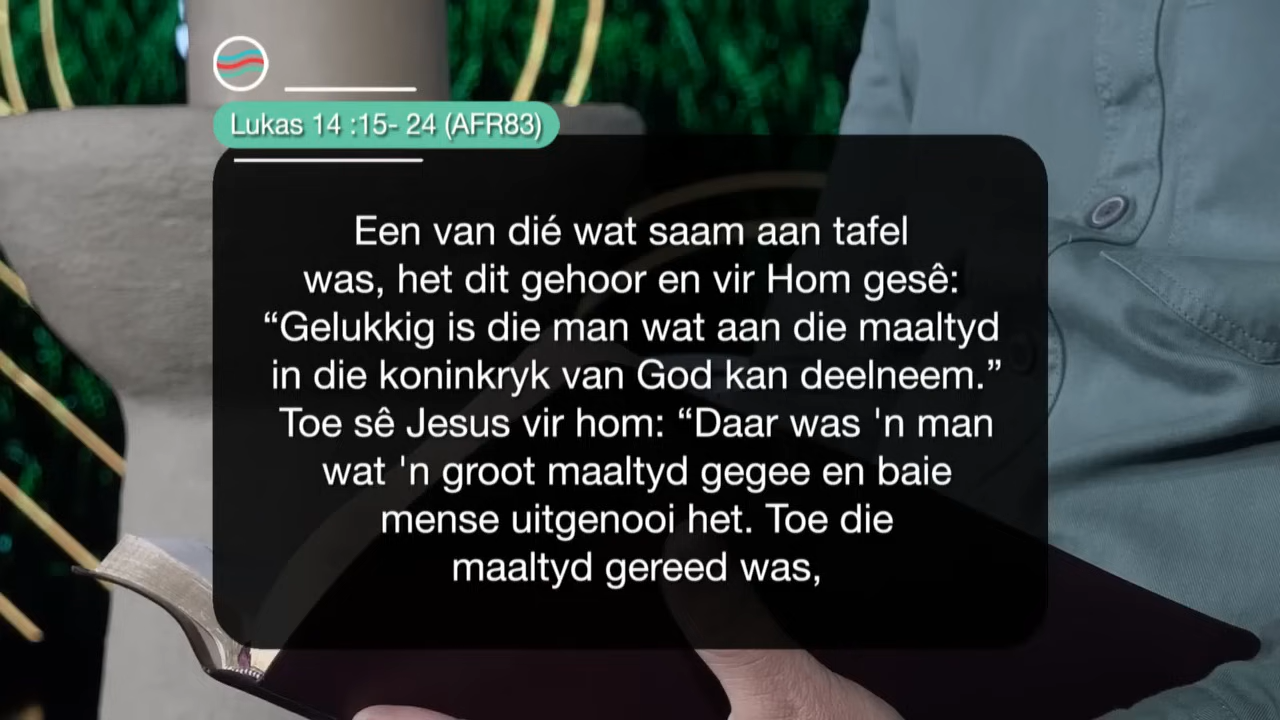 Lukas 14 :15- 24 (AFR83)
Een van dié wat saam aan tafel
was, het dit gehoor en vir Hom gesê:
“Gelukkig is die man wat aan die maaltyd
in die koninkryk van God kan deelneem.”
Toe sê Jesus vir hom: “Daar was 'n man
wat 'n groot maaltyd gegee en baie
mense uitgenooi het. Toe die
maaltyd gereed was,